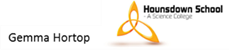 Hounsdown School
- A Science College
Gemma Hortop